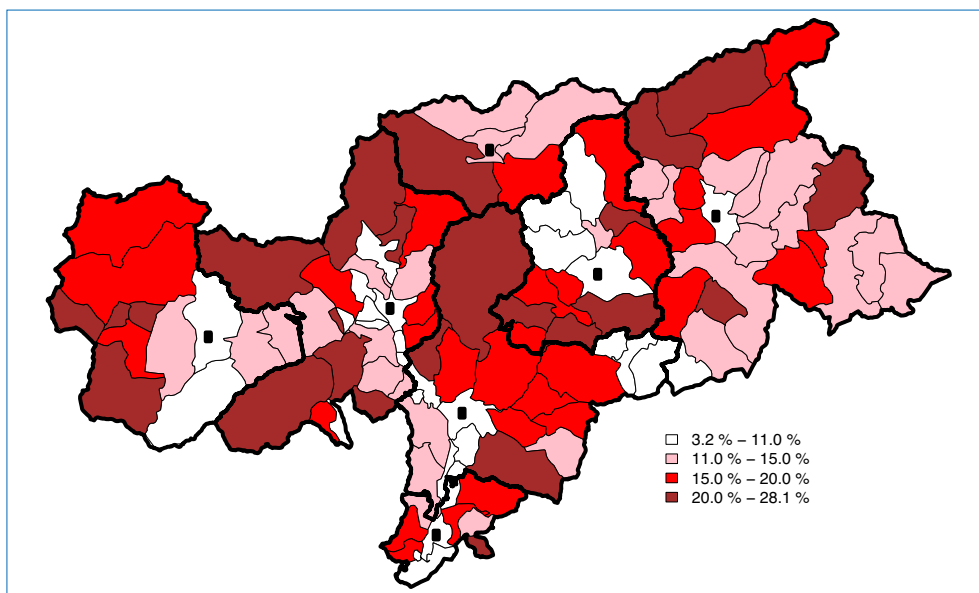 3.2 % – 11.0 %
11.0 % – 15.0 %
15.0 % – 20.0 %
20.0 % – 28.1 %